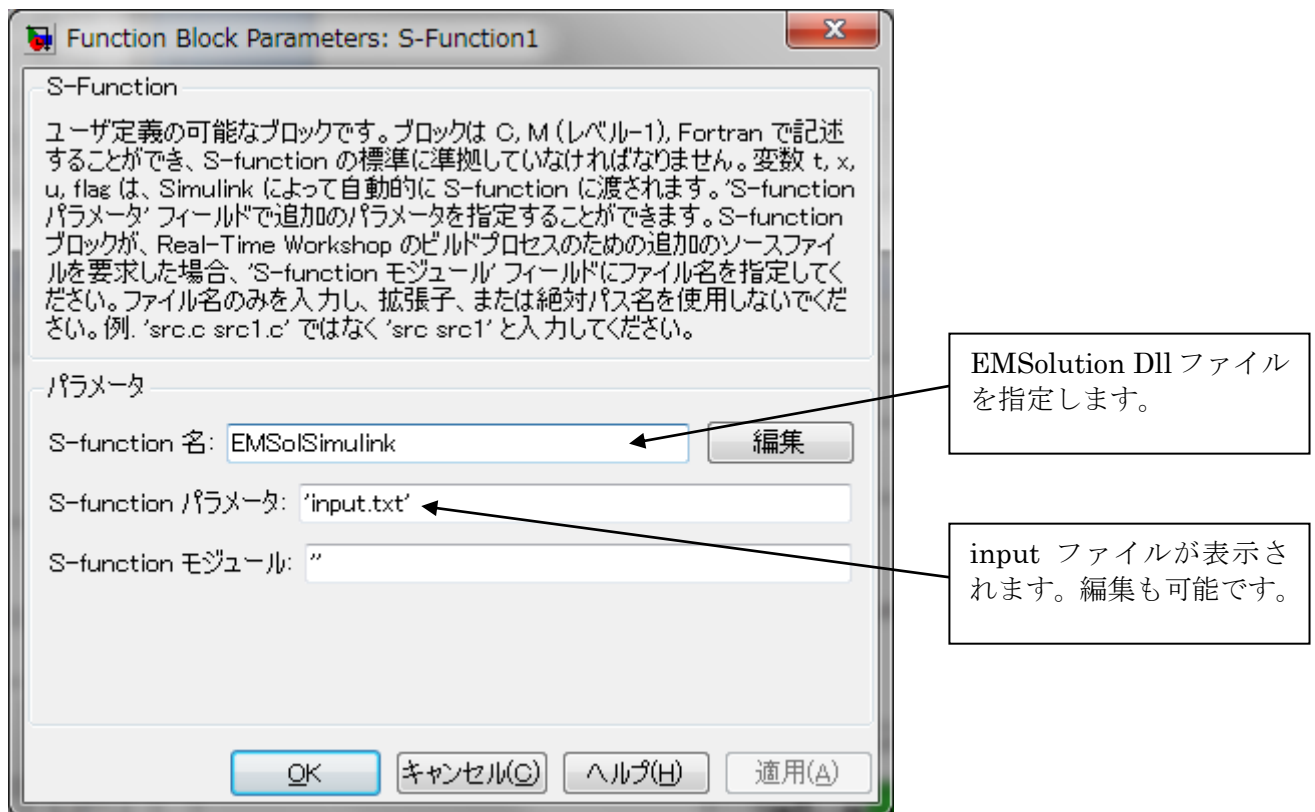 Function Block Parameters: S-Function1
S-Function
ユーザ定義の可能なブロックです。ブロックは C, M (レベル-1), Fortran で記述
することができ、S-function の標準に準拠していなければなりません。変数 t, x,
u, flag は、Simulink によって自動的に S-function に渡されます。'S-function
パラメータ' フィールドで追加のパラメータを指定することができます。S-function
ブロックが、Real-Time Workshop のビルドプロセスのための追加のソースファイ
ルを要求した場合、'S-function モジュール' フィールドにファイル名を指定してく
ださい。ファイル名のみを入力し、拡張子、または絶対パス名を使用しないでくだ
さい。例. 'src.c src1.c' ではなく 'src src1' と入力してください。
パラメータ
S-function 名: EMSolSimulink 編集
S-function パラメータ: 'input.txt'
S-function モジュール: ''
OK キャンセル(C) ヘルプ(H) 適用(A)
EMSolution Dll ファイル
を指定します。
input ファイルが表示さ
れます。編集も可能です。